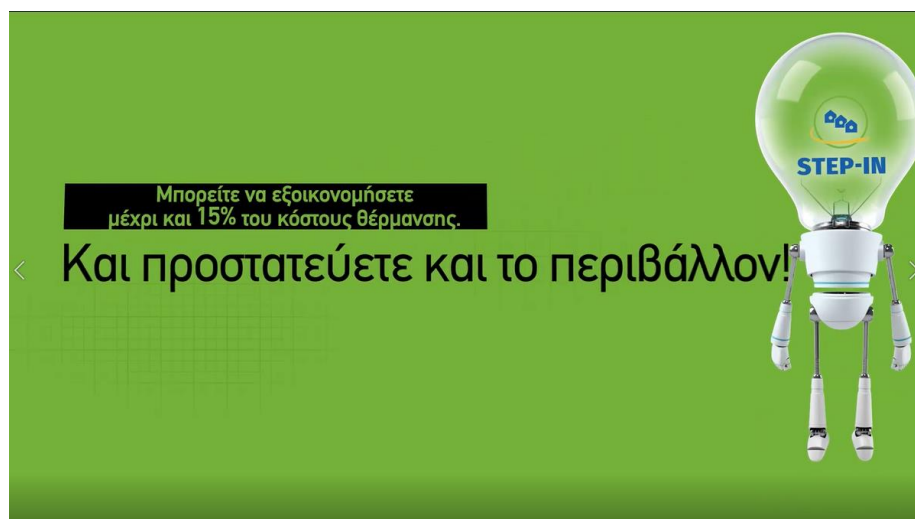 Μπορείτε να εξοικονομήσετε
μέχρι και 15% του κόστους θέρμανσης.
Και προστατεύετε και το περιβάλλον!
STEP-IN